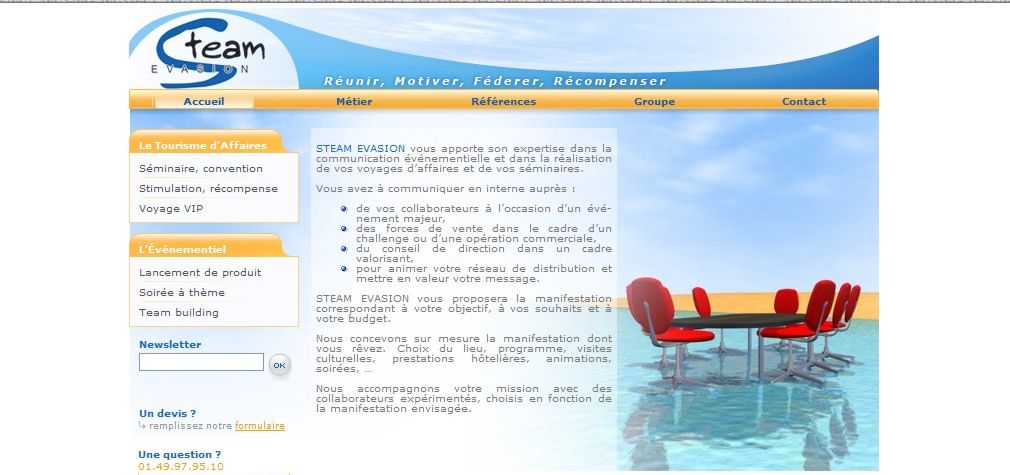 Steam
EVASION
Réunir, Motiver, Féderer, Récompenser
Accueil Métier Références Groupe Contact
Le Tourisme d'Affaires
Séminaire, convention
Stimulation, récompense
Voyage VIP
L'Événementiel
Lancement de produit
Soirée à thème
Team building
Newsletter
OK
Un devis ?
remplissez notre formulaire
Une question ?
01.49.97.95.10
STEAM EVASION vous apporte son expertise dans la
communication événementielle et dans la réalisation
de vos voyages d'affaires et de vos séminaires.
Vous avez à communiquer en interne auprès :
de vos collaborateurs à l'occasion d'un évé-
nement majeur,
des forces de vente dans le cadre d'un
challenge ou d'une opération commerciale,
du conseil de direction dans un cadre
valorisant,
pour animer votre réseau de distribution et
mettre en valeur votre message.
STEAM EVASION vous proposera la manifestation
correspondant à votre objectif, à vos souhaits et à
votre budget.
Nous concevons sur mesure la manifestation dont
vous rêvez. Choix du lieu, programme, visites
culturelles, prestations hôtelières, animations,
soirées, ...
Nous accompagnons votre mission avec des
collaborateurs expérimentés, choisis en fonction de
la manifestation envisagée.